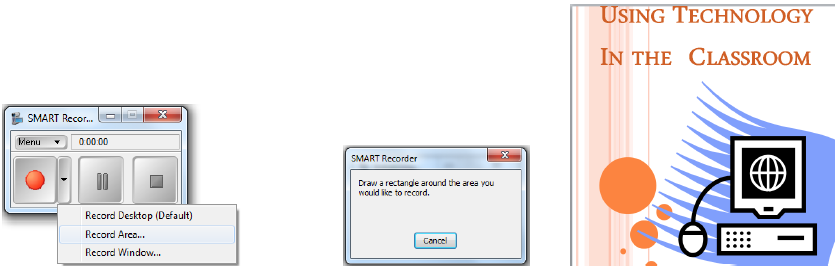 SMART Recor...
Menu
0:00:00
Record Desktop (Default)
Record Area...
Record Window...
SMART Recorder
Draw a rectangle around the area you
would like to record.
Cancel
USING TECHNOLOGY
IN THE CLASSROOM